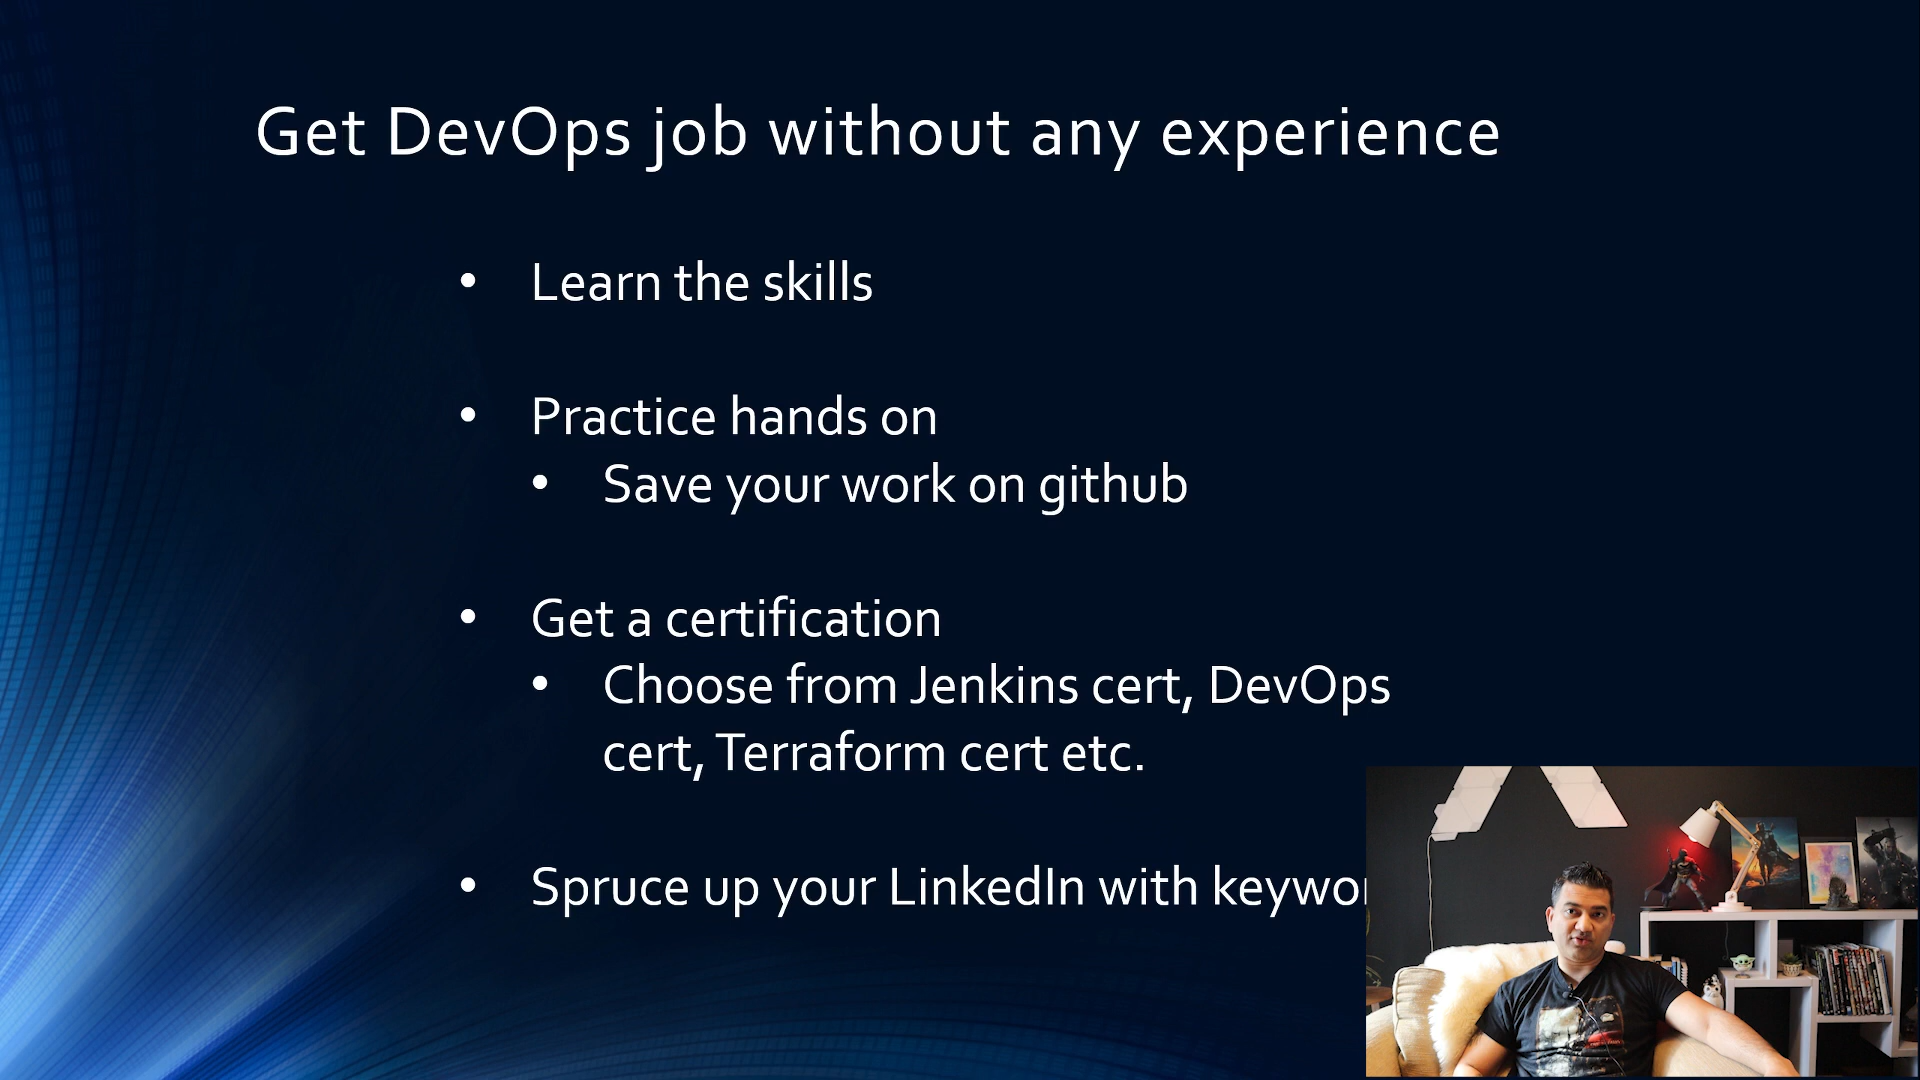 Get DevOps job without any experience
• Learn the skills
• Practice hands on
• Save your work on github
• Get a certification
• Choose from Jenkins cert, DevOps
cert, Terraform cert etc.
• Spruce up your LinkedIn with